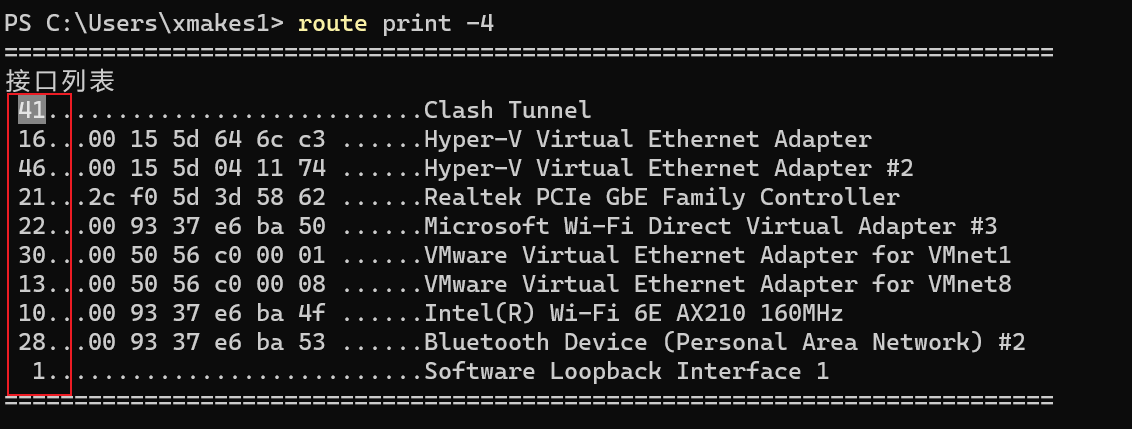 PS C:\Users\xmakes1> route print -4
===========================================================================
接口列表
 41...........................Clash Tunnel
 16...00 15 5d 64 6c c3 ......Hyper-V Virtual Ethernet Adapter
 46...00 15 5d 04 11 74 ......Hyper-V Virtual Ethernet Adapter #2
 21...2c f0 5d 3d 58 62 ......Realtek PCIe GbE Family Controller
 22...00 93 37 e6 ba 50 ......Microsoft Wi-Fi Direct Virtual Adapter #3
 30...00 50 56 c0 00 01 ......VMware Virtual Ethernet Adapter for VMnet1
 13...00 50 56 c0 00 08 ......VMware Virtual Ethernet Adapter for VMnet8
 10...00 93 37 e6 ba 4f ......Intel(R) Wi-Fi 6E AX210 160MHz
 28...00 93 37 e6 ba 53 ......Bluetooth Device (Personal Area Network) #2
  1...........................Software Loopback Interface 1
===========================================================================